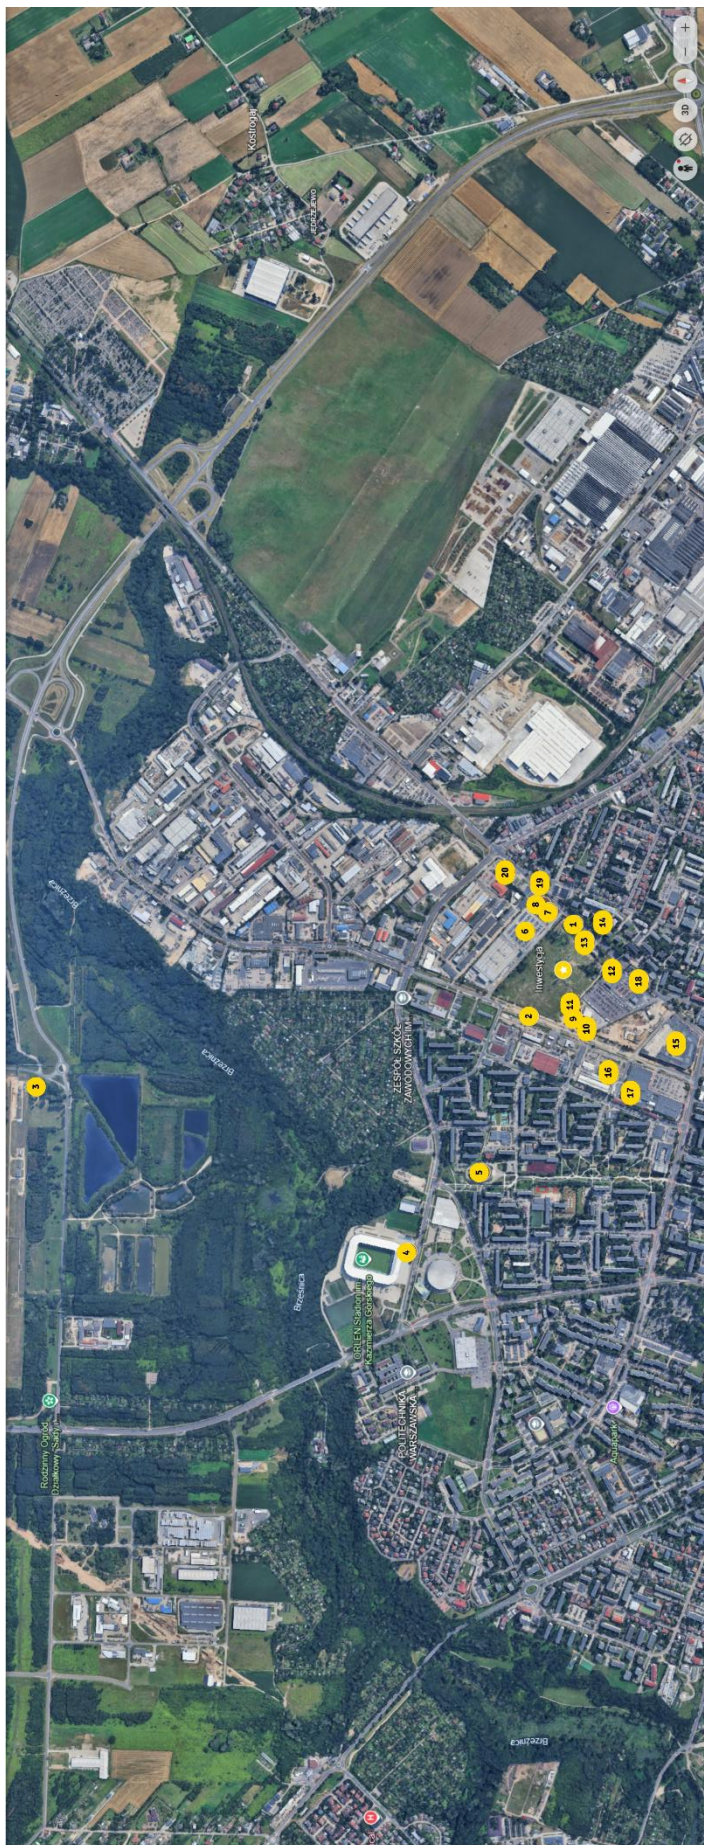 Kostrogaj
JĘDRZEJEWO
3D
Brzeźnica
Brzeźnica
3
20
19
8
7
6
1
14
13
Inwestycja
12
18
11
9
10
2
15
16
17
ZESPÓŁ SZKÓŁ
ZAWODOWYCH IM
5
4
ORLEN Stadion im.
Kazimierza Górskiego
Brzeźnica
POLITECHNIKA
WARSZAWSKA
Aquapark
Rodzinny Ogród
Działkowy "Sady"
Brzeźnica
H